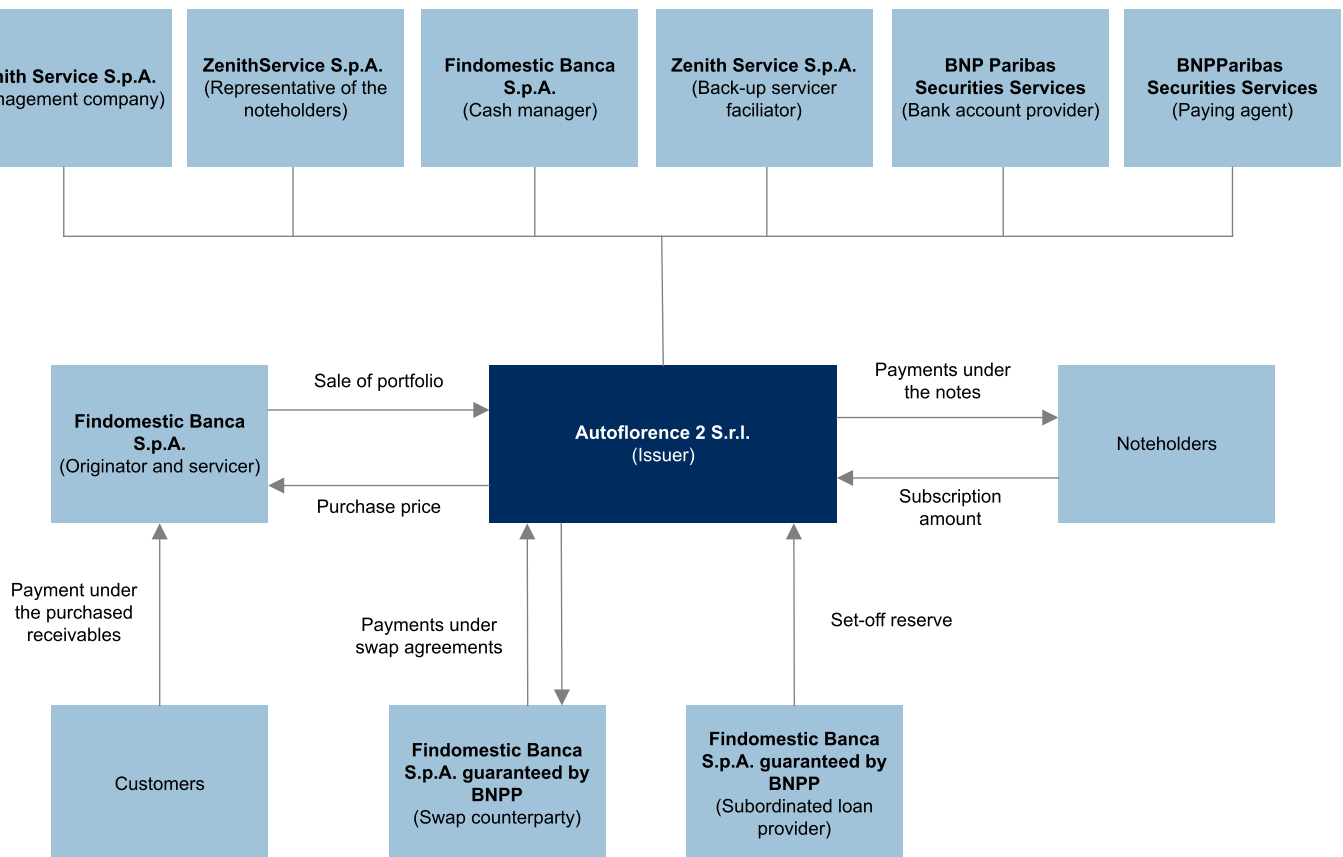 nith Service S.p.A.
nagement company)
ZenithService S.p.A.
(Representative of the
noteholders)
Findomestic Banca
S.p.A.
(Cash manager)
Zenith Service S.p.A.
(Back-up servicer
faciliator)
BNP Paribas
Securities Services
(Bank account provider)
BNPParibas
Securities Services
(Paying agent)
Findomestic Banca
S.p.A.
(Originator and servicer)
Sale of portfolio
Purchase price
Autoflorence 2 S.r.l.
(Issuer)
Payments under
the notes
Subscription
amount
Noteholders
Payment under
the purchased
receivables
Payments under
swap agreements
Set-off reserve
Customers
Findomestic Banca
S.p.A. guaranteed by
BNPP
(Swap counterparty)
Findomestic Banca
S.p.A. guaranteed by
BNPP
(Subordinated loan
provider)